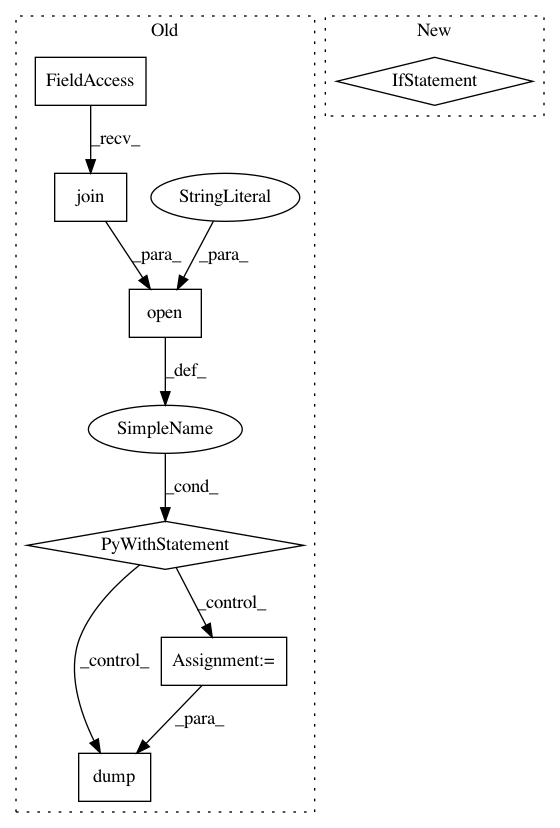 Old
New
FieldAccess
IfStatement
_recv_
join
StringLiteral
_para_
_para_
open
_def_
SimpleName
_cond_
PyWithStatement
_control_
_control_
Assignment:=
_para_
dump